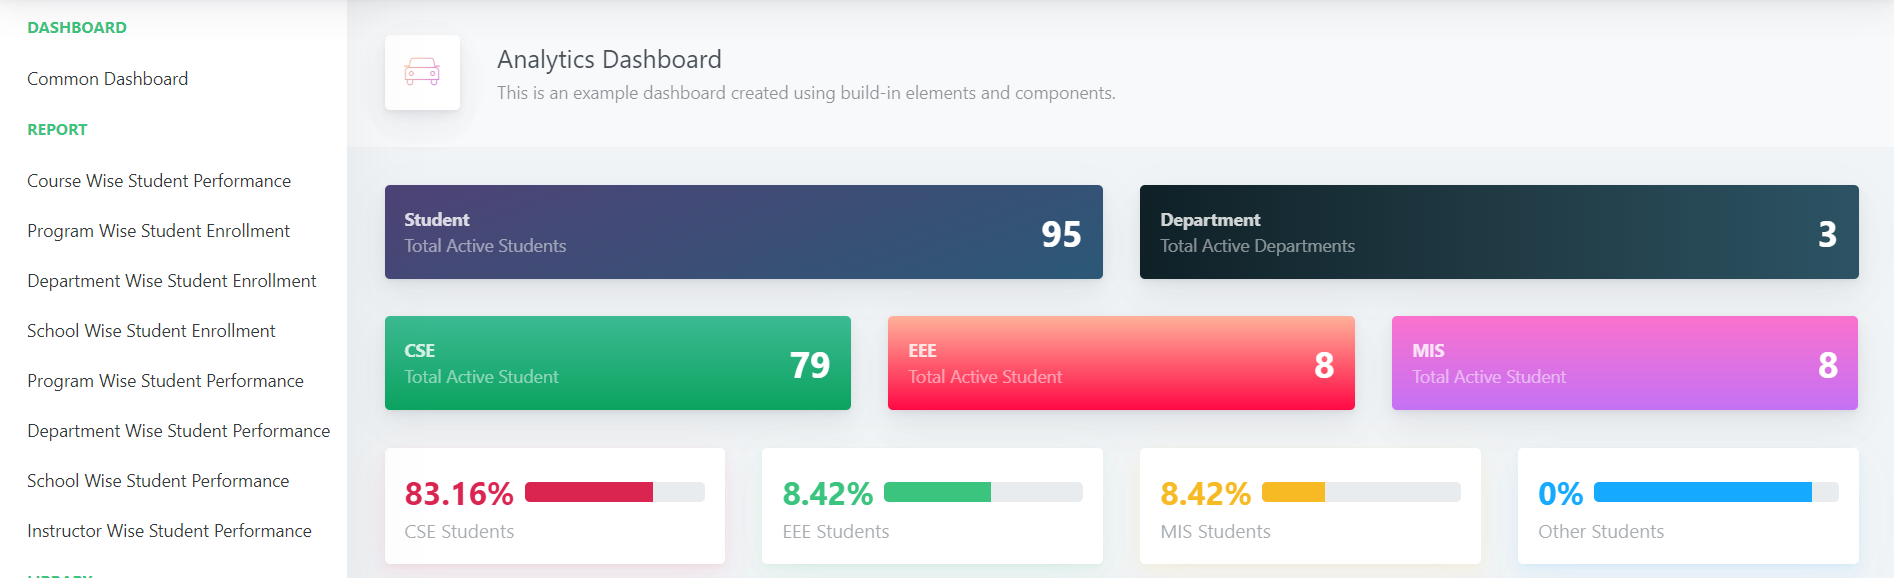 DASHBOARD
Common Dashboard
REPORT
Course Wise Student Performance
Program Wise Student Enrollment
Department Wise Student Enrollment
School Wise Student Enrollment
Program Wise Student Performance
Department Wise Student Performance
School Wise Student Performance
Instructor Wise Student Performance
LIBRARY
Analytics Dashboard
This is an example dashboard created using build-in elements and components.
Student
Total Active Students
95
Department
Total Active Departments
3
CSE
Total Active Student
79
EEE
Total Active Student
8
MIS
Total Active Student
8
83.16%
CSE Students
8.42%
EEE Students
8.42%
MIS Students
0%
Other Students